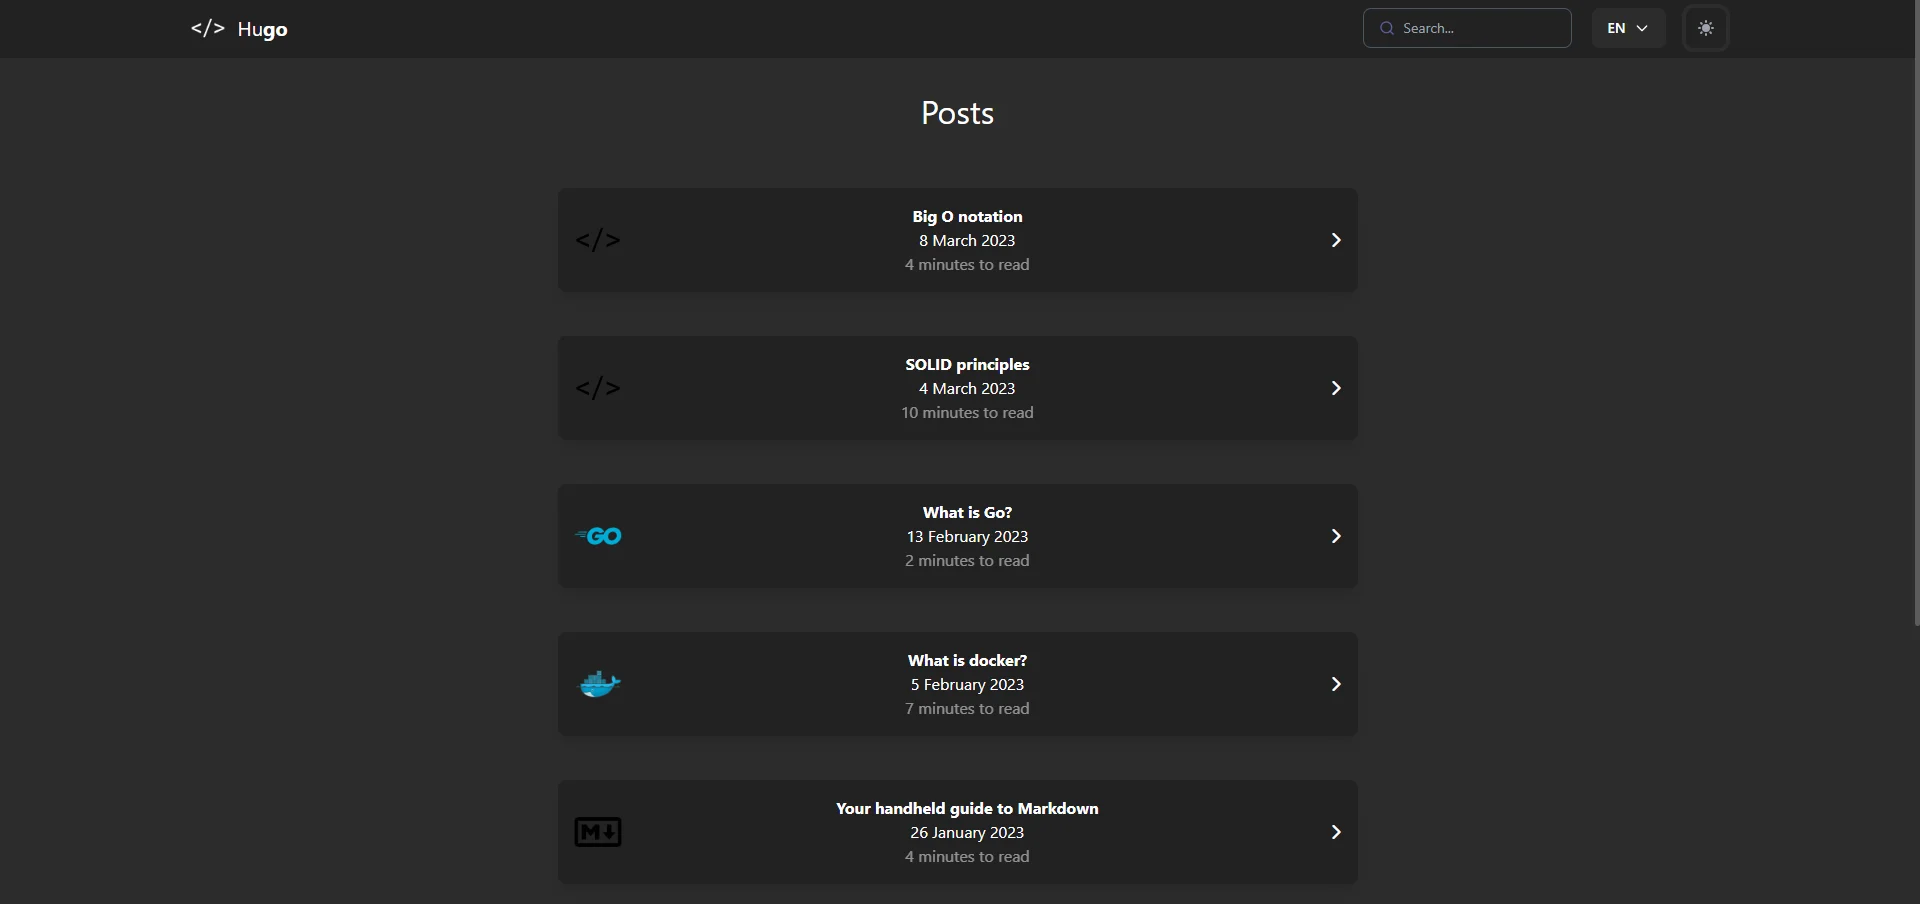 </> Hugo
Search...
EN
Posts
</>
Big O notation
8 March 2023
4 minutes to read
</>
SOLID principles
4 March 2023
10 minutes to read
GO
What is Go?
13 February 2023
2 minutes to read
What is docker?
5 February 2023
7 minutes to read
M
Your handheld guide to Markdown
26 January 2023
4 minutes to read